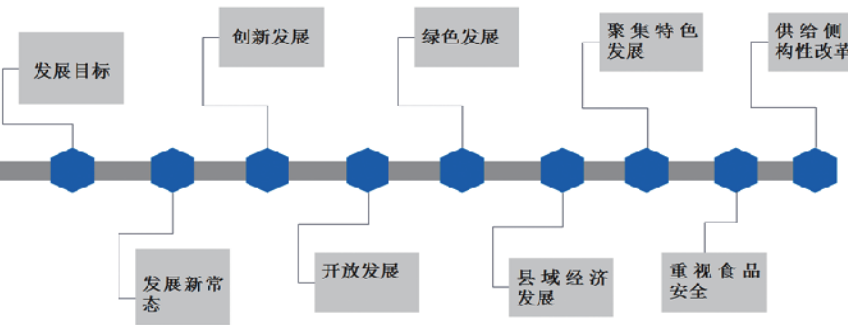 发展目标
创新发展
绿色发展
聚集特色
发展
供给侧
构性改革
发展新常
态
开放发展
县域经济
发展
重视食品
安全